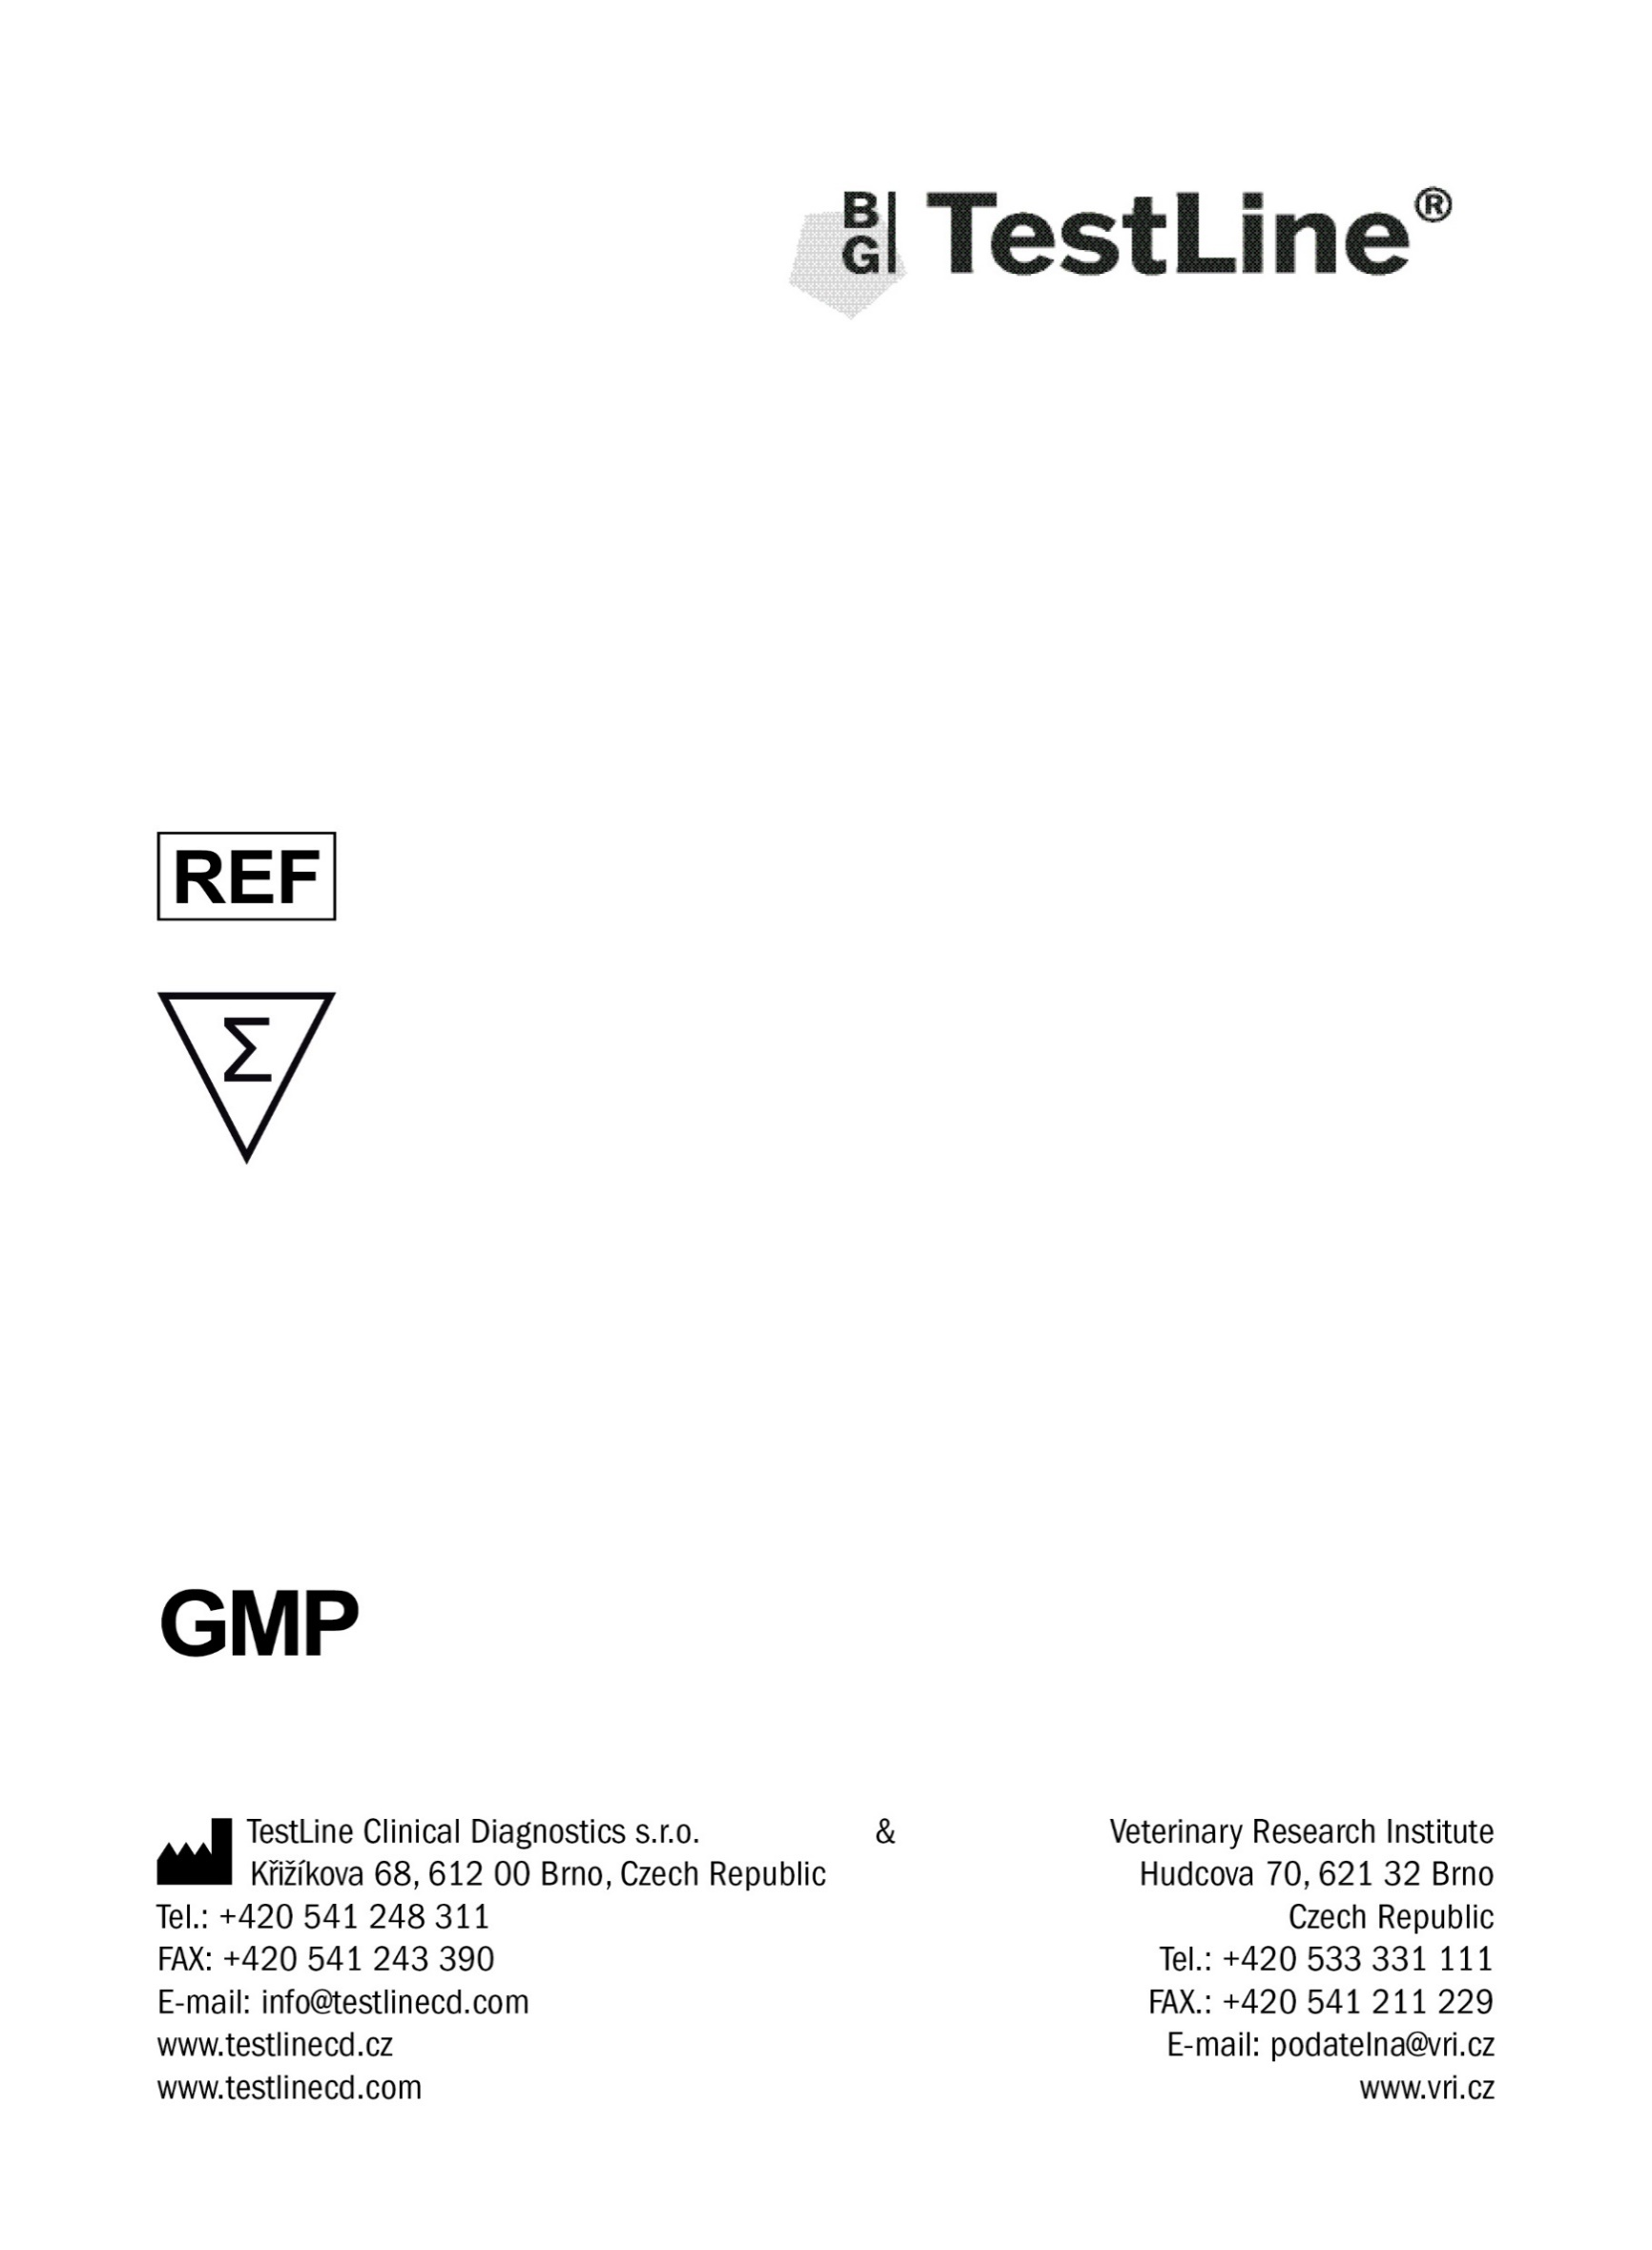 BG TestLine®
REF
Σ
GMP
TestLine Clinical Diagnostics s.r.o.
Křižíkova 68, 612 00 Brno, Czech Republic
Tel.: +420 541 248 311
FAX: +420 541 243 390
E-mail: info@testlinecd.com
www.testlinecd.cz
www.testlinecd.com
&
Veterinary Research Institute
Hudcova 70, 621 32 Brno
Czech Republic
Tel.: +420 533 331 111
FAX.: +420 541 211 229
E-mail: podatelna@vri.cz
www.vri.cz